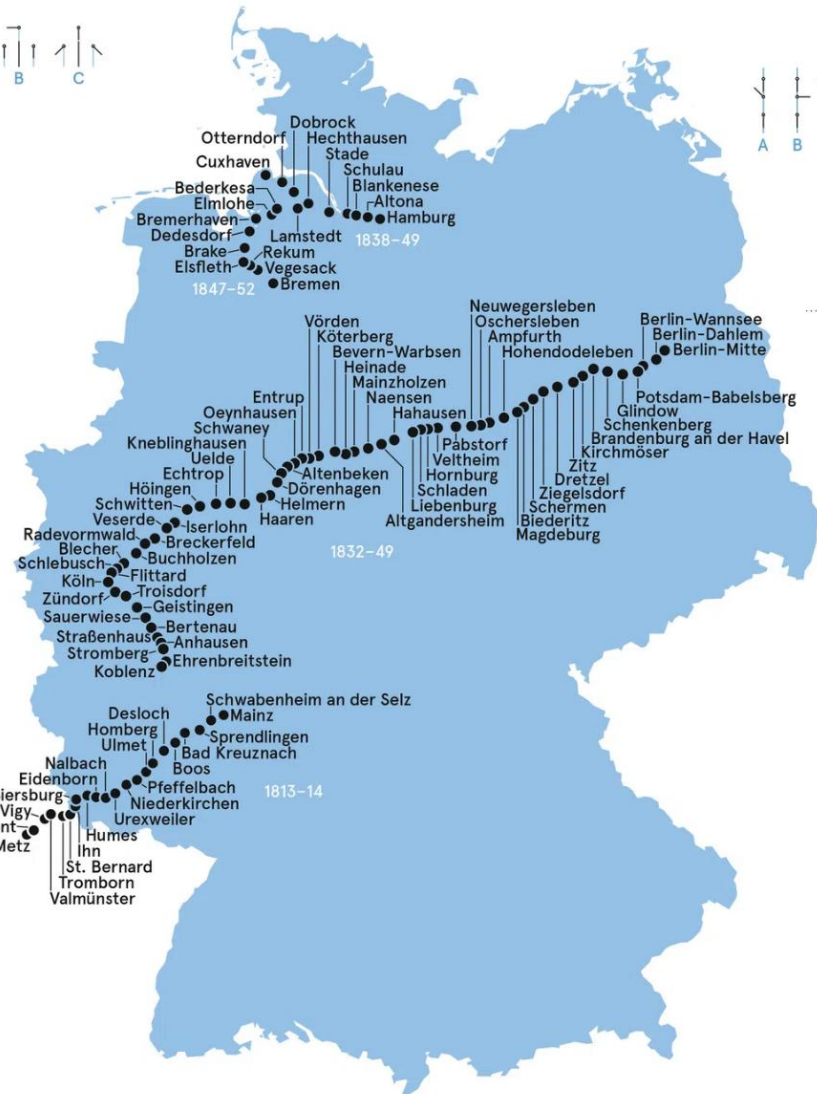 B C
A B
Dobrock
Otterndorf Hechthausen
Stade
Cuxhaven
Schulau
Bederkesa
Blankenese
Elmlohe
Altona
Bremerhaven
Hamburg
Dedesdorf
Lamstedt
1838–49
Brake
Rekum
Elsfleth
Vegesack
1847–52
Bremen
Neuwegersleben
Oschersleben
Berlin-Wannsee
Vörden
Ampfurth
Berlin-Dahlem
Köterberg
Hohendodeleben
Berlin-Mitte
Bevern-Warbsen
Heinade
Mainzholzen
Entrup
Naensen
Potsdam-Babelsberg
Oeynhausen
Hahausen
Glindow
Schwaney
Schenkenberg
Kneblinghausen
Pabstorf
Brandenburg an der Havel
Uelde
Veltheim
Kirchmöser
Echtrop
Altenbeken
Hornburg
Zitz
Höingen
Dörenhagen
Schladen
Dretzel
Schwitten
Helmern
Liebenburg
Ziegelsdorf
Veserde
Haaren
Altgandersheim
Schermen
Iserlohn
Biederitz
Radevormwald
Breckerfeld
Magdeburg
Blecher
Buchholzen
1832–49
Schlebusch
Flittard
Köln
Troisdorf
Zündorf
Geistingen
Sauerwiese
Bertenau
Straßenhaus
Anhausen
Stromberg
Ehrenbreitstein
Koblenz
Schwabenheim an der Selz
Desloch
Mainz
Homberg
Sprendlingen
Ulmet
Bad Kreuznach
Nalbach
Boos
Eidenborn
Pfeffelbach
1813–14
iersburg
Niederkirchen
Vigy
Urexweiler
nt
Humes
Metz
Ihn
St. Bernard
Tromborn
Valmünster